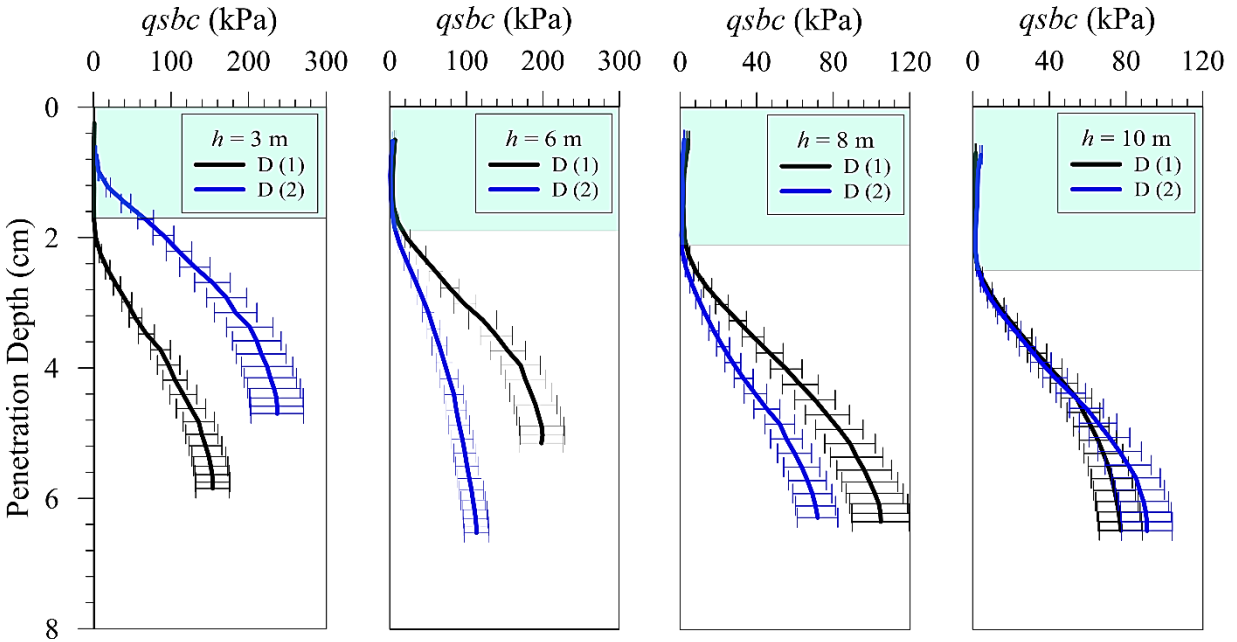 qsbc (kPa)
0 100 200 300
h = 3 m
D (1)
D (2)
qsbc (kPa)
0 100 200 300
h = 6 m
D (1)
D (2)
qsbc (kPa)
0 40 80 120
h = 8 m
D (1)
D (2)
qsbc (kPa)
0 40 80 120
h = 10 m
D (1)
D (2)
Penetration Depth (cm)
0
2
4
6
8